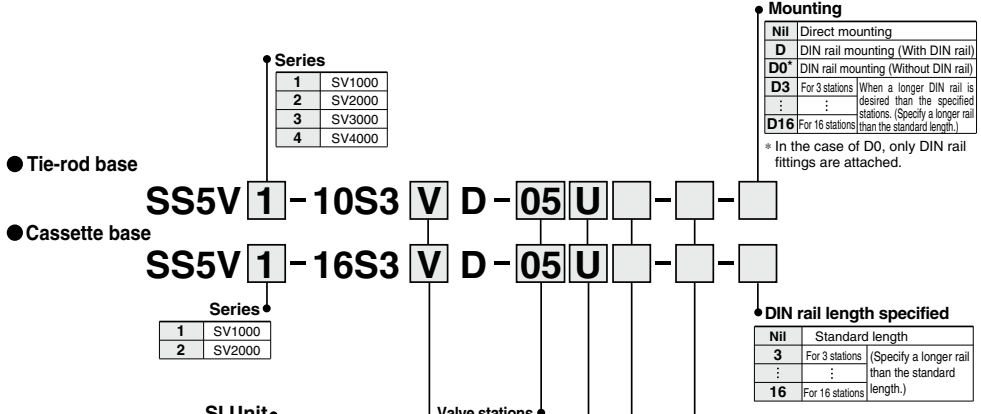 Mounting
Nil Direct mounting
D DIN rail mounting (With DIN rail)
D0* DIN rail mounting (Without DIN rail)
D3 For 3 stations When a longer DIN rail is desired than the specified stations. (Specify a longer rail than the standard length.)
⋮ ⋮
D16 For 16 stations
* In the case of D0, only DIN rail
fittings are attached.
Series
1 SV1000
2 SV2000
3 SV3000
4 SV4000
● Tie-rod base
SS5V 1 - 10S3 V D - 05 U - -
● Cassette base
SS5V 1 - 16S3 V D - 05 U - -
Series
1 SV1000
2 SV2000
DIN rail length specified
Nil Standard length
3 For 3 stations (Specify a longer rail than the standard length.)
⋮ ⋮
16 For 16 stations
SI Unit
Valve stations